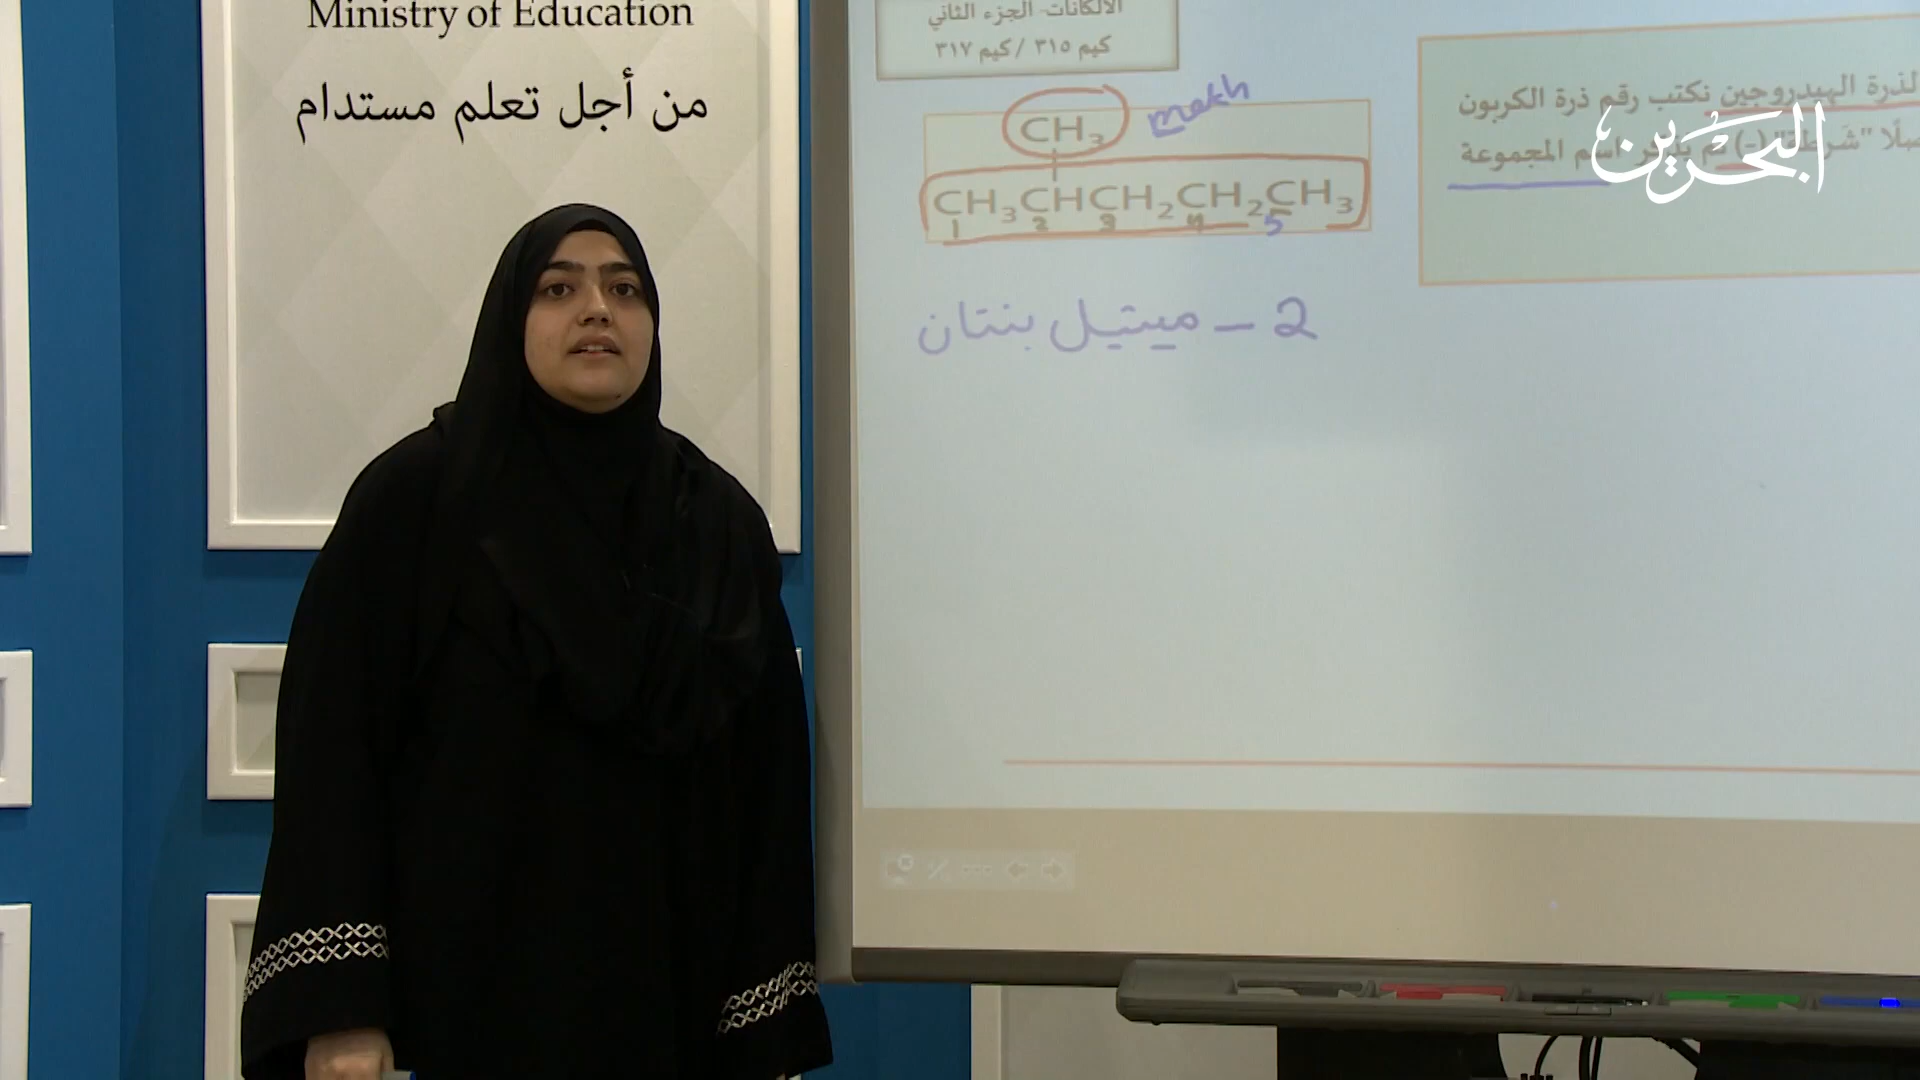 Ministry of Education
من أجل تعلم مستدام
الألكانات- الجزء الثاني
كيم ٣١٥ / كيم ٣١٧
CH₃
CH₃CHCH₂CH₂CH₃
1 2 3 4 5
2 – ميثيل بنتان
لذرة الهيدروجين نكتب رقم ذرة الكربون
اسم المجموعة
البحرين